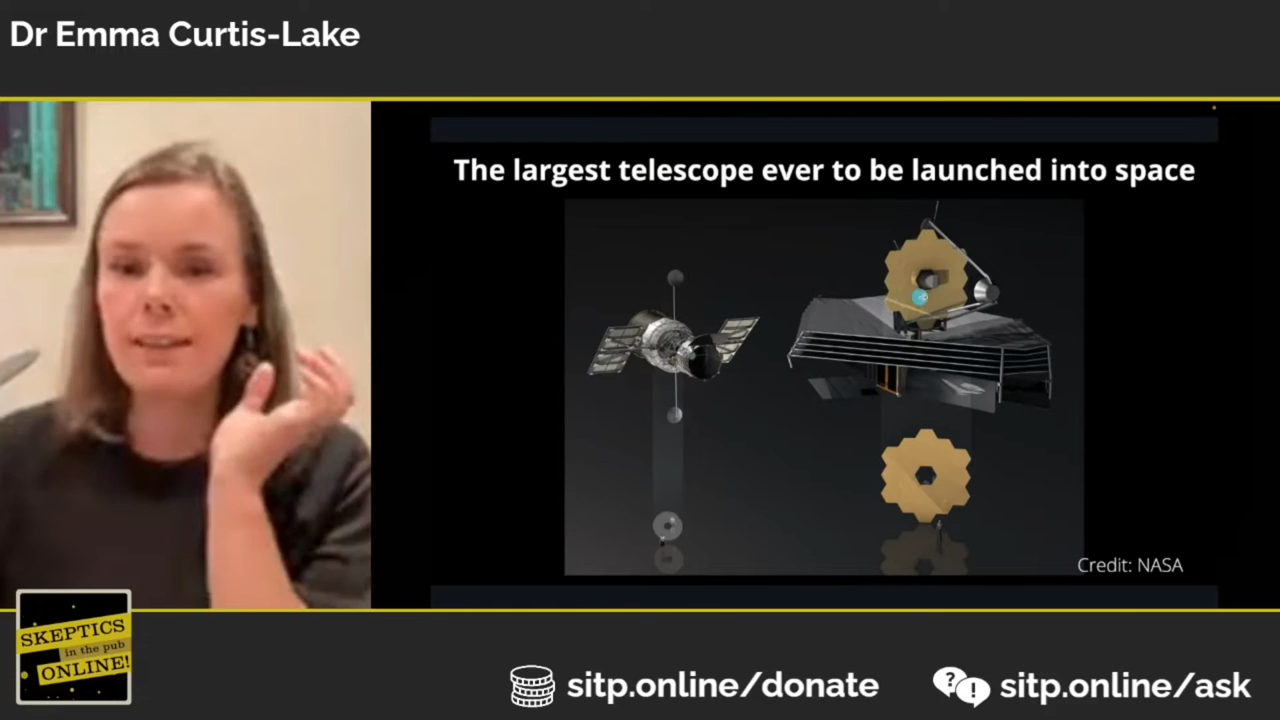 Dr Emma Curtis-Lake
The largest telescope ever to be launched into space
Credit: NASA
SKEPTICS
in the pub
ONLINE!
sitp.online/donate
sitp.online/ask